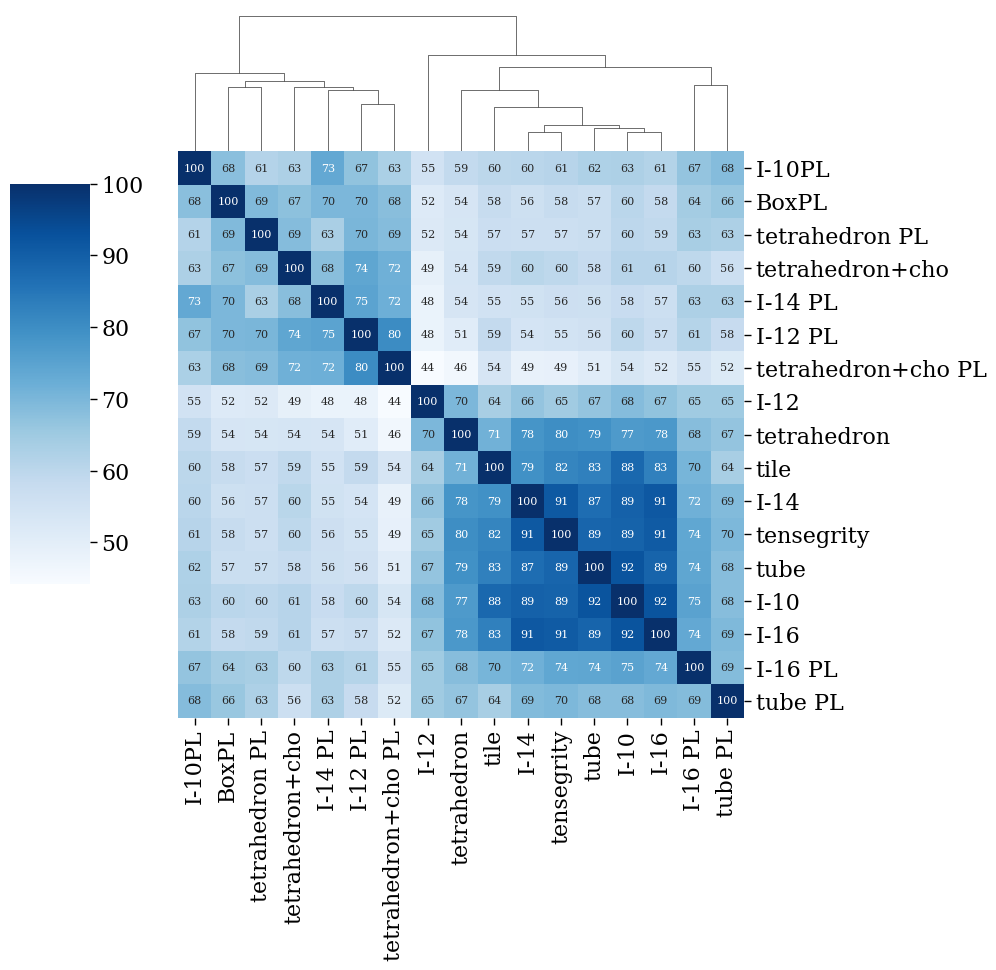 100 68 61 63 73 67 63 55 59 60 60 61 62 63 61 67 68 I-10PL
100
68 100 69 67 70 70 68 52 54 58 56 58 57 60 58 64 66 BoxPL
61 69 100 69 63 70 69 52 54 57 57 57 57 60 59 63 63 tetrahedron PL
90
63 67 69 100 68 74 72 49 54 59 60 60 58 61 61 60 56 tetrahedron+cho
73 70 63 68 100 75 72 48 54 55 55 56 56 58 57 63 63 I-14 PL
80
67 70 70 74 75 100 80 48 51 59 54 55 56 60 57 61 58 I-12 PL
63 68 69 72 72 80 100 44 46 54 49 49 51 54 52 55 52 tetrahedron+cho PL
70
55 52 52 49 48 48 44 100 70 64 66 65 67 68 67 65 65 I-12
59 54 54 54 54 51 46 70 100 71 78 80 79 77 78 68 67 tetrahedron
60
60 58 57 59 55 59 54 64 71 100 79 82 83 88 83 70 64 tile
60 56 57 60 55 54 49 66 78 79 100 91 87 89 91 72 69 I-14
61 58 57 60 56 55 49 65 80 82 91 100 89 89 91 74 70 tensegrity
50
62 57 57 58 56 56 51 67 79 83 87 89 100 92 89 74 68 tube
63 60 60 61 58 60 54 68 77 88 89 89 92 100 92 75 68 I-10
61 58 59 61 57 57 52 67 78 83 91 91 89 92 100 74 69 I-16
67 64 63 60 63 61 55 65 68 70 72 74 74 75 74 100 69 I-16 PL
68 66 63 56 63 58 52 65 67 64 69 70 68 68 69 69 100 tube PL
I-10PL
BoxPL
tetrahedron PL
tetrahedron+cho
I-14 PL
I-12 PL
tetrahedron+cho PL
I-12
tetrahedron
tile
I-14
tensegrity
tube
I-10
I-16
I-16 PL
tube PL